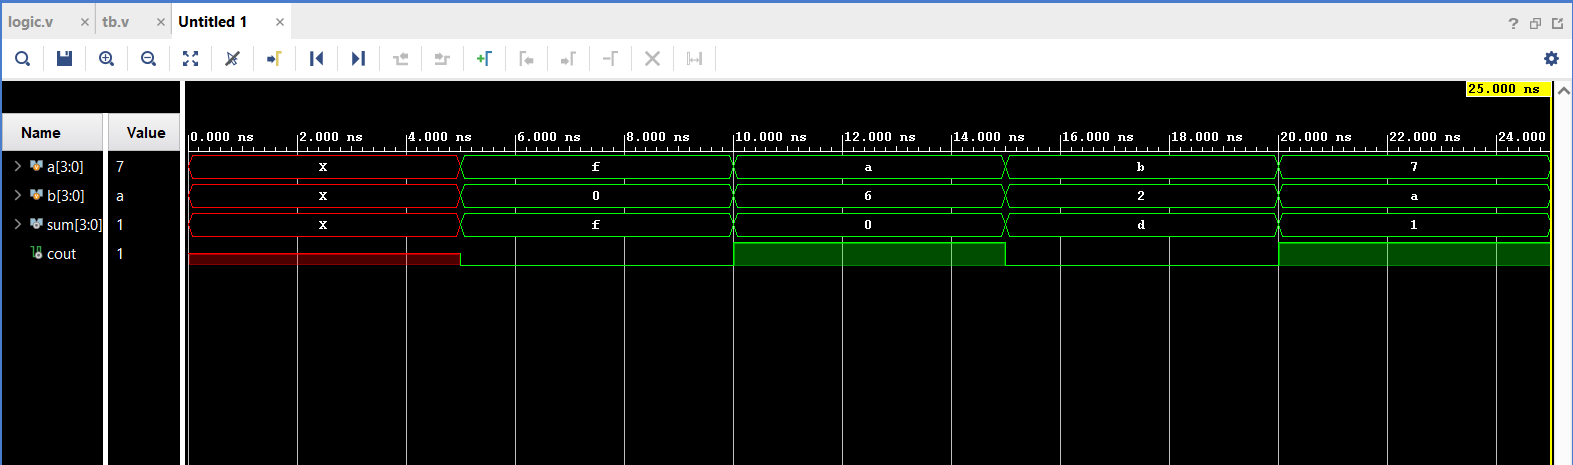 logic.v × tb.v × Untitled 1 ×
?
25.000 ns
Name Value 0.000 ns 2.000 ns 4.000 ns 6.000 ns 8.000 ns 10.000 ns 12.000 ns 14.000 ns 16.000 ns 18.000 ns 20.000 ns 22.000 ns 24.000
a[3:0] 7 X f a b 7
b[3:0] a X 0 6 2 a
sum[3:0] 1 X f 0 d 1
cout 1